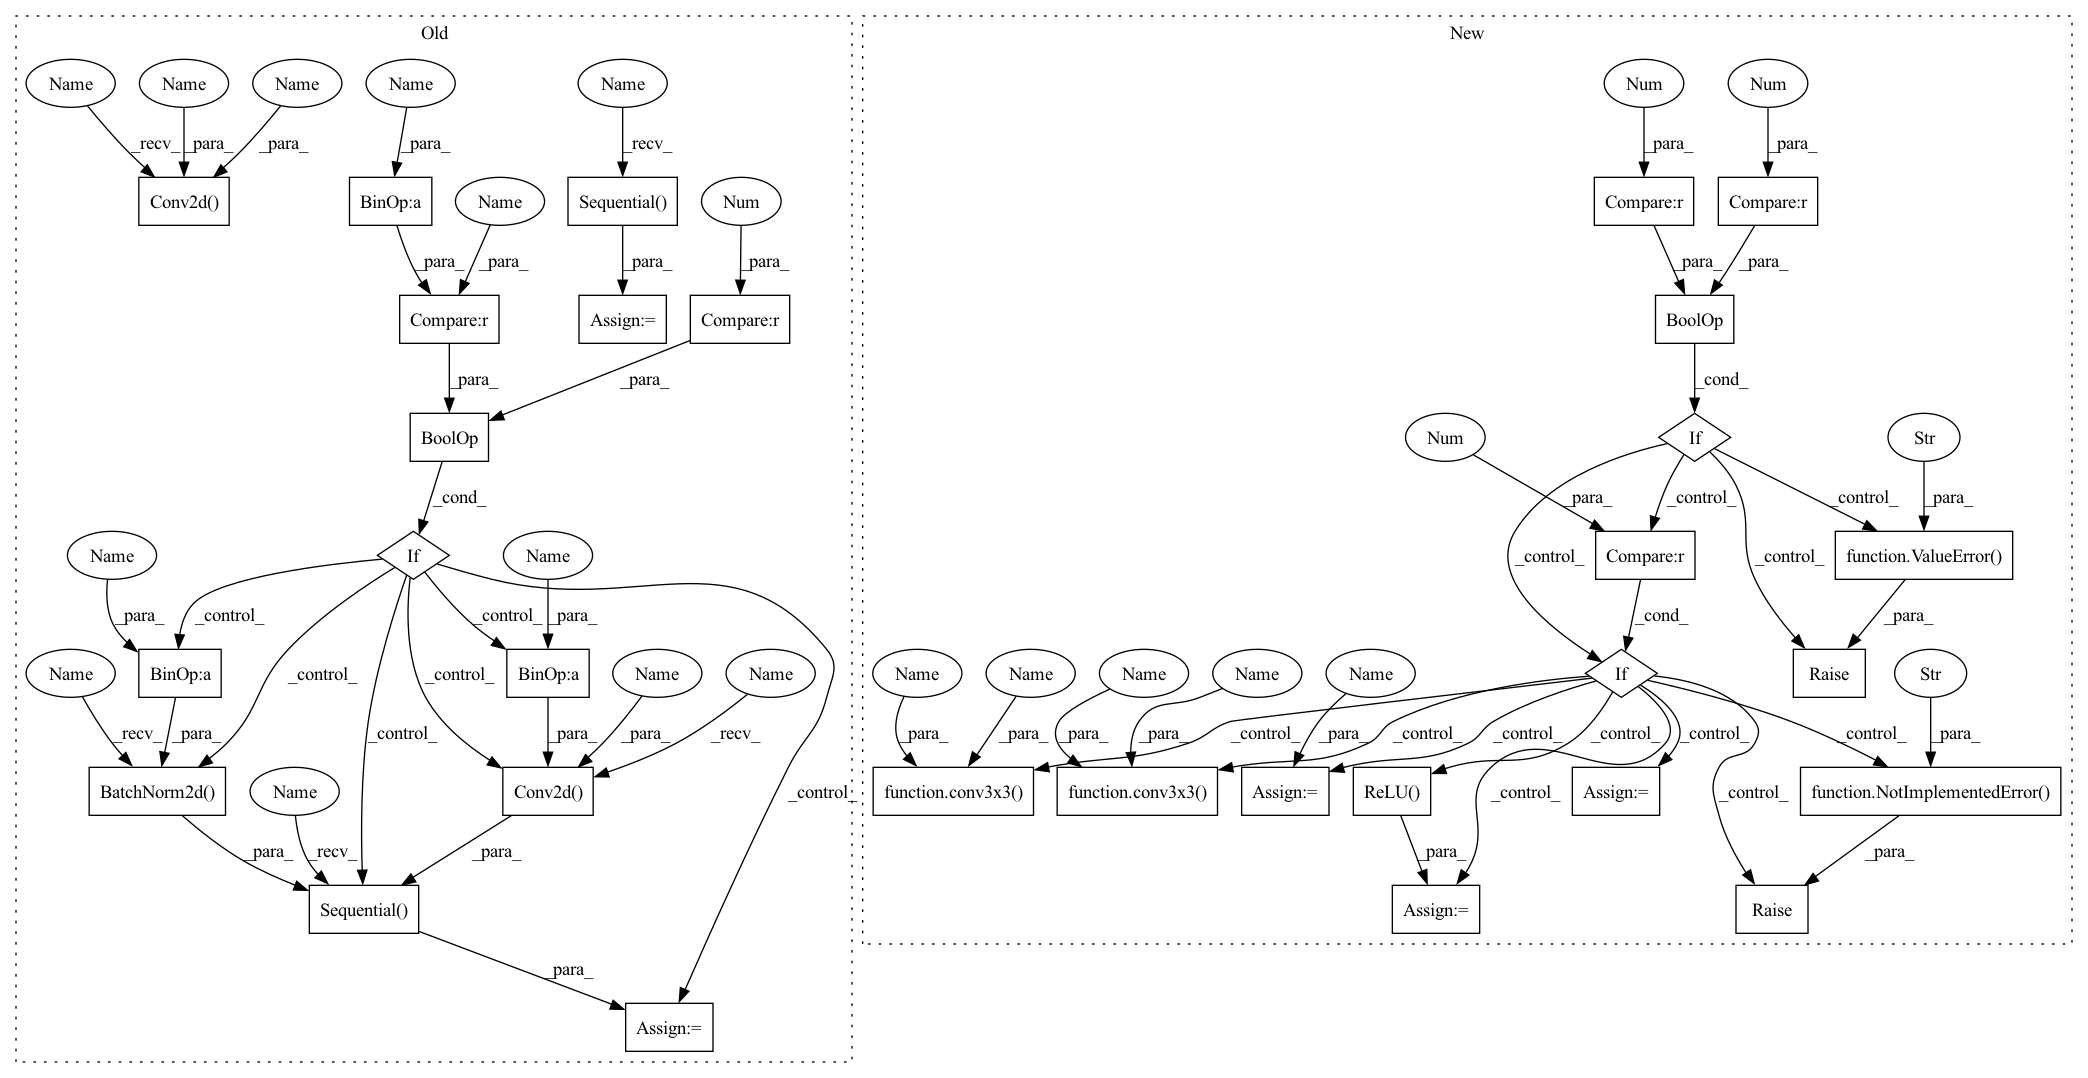 Old
New
Name
Name
Name
Name
Name
Num
Num
_recv_
_para_
_para_
_para_
_recv_
_para_
_para_
Conv2d()
BinOp:a
Name
Sequential()
Num
Compare:r
Compare:r
_para_
_para_
_para_
_para_
_para_
_para_
Compare:r
Assign:=
Compare:r
BoolOp
_para_
_para_
_cond_
BoolOp
Num
If
Str
_cond_
_para_
_control_
_control_
_para_
Name
If
Name
_control_
_control_
Compare:r
function.ValueError()
_para_
_control_
_control_
_para_
_cond_
_para_
Name
BinOp:a
BinOp:a
Name
Name
Name
Name
Name
Name
Name
If
Raise
Str
_recv_
_para_
_control_
_control_
_control_
_para_
_para_
_recv_
_para_
_para_
_para_
_para_
_control_
_control_
_para_
_control_
_control_
_control_
_control_
_para_
BatchNorm2d()
Name
Conv2d()
_control_
function.conv3x3()
function.conv3x3()
Assign:=
ReLU()
_control_
Assign:=
_control_
function.NotImplementedError()
_para_
_recv_
_para_
_para_
_para_
Sequential()
Assign:=
Raise
_para_
Assign:=